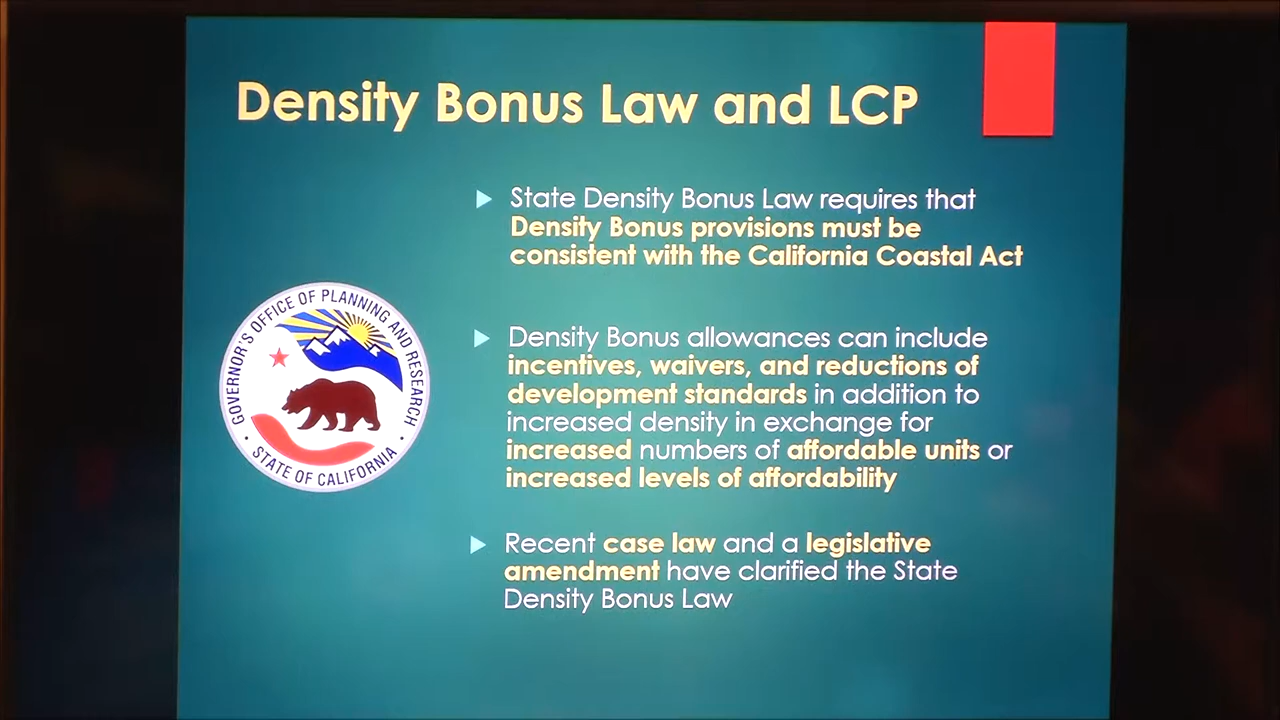 Density Bonus Law and LCP
State Density Bonus Law requires that
Density Bonus provisions must be
consistent with the California Coastal Act
GOVERNOR'S OFFICE OF PLANNING AND RESEARCH
STATE OF CALIFORNIA
Density Bonus allowances can include
incentives, waivers, and reductions of
development standards in addition to
increased density in exchange for
increased numbers of affordable units or
increased levels of affordability
Recent case law and a legislative
amendment have clarified the State
Density Bonus Law